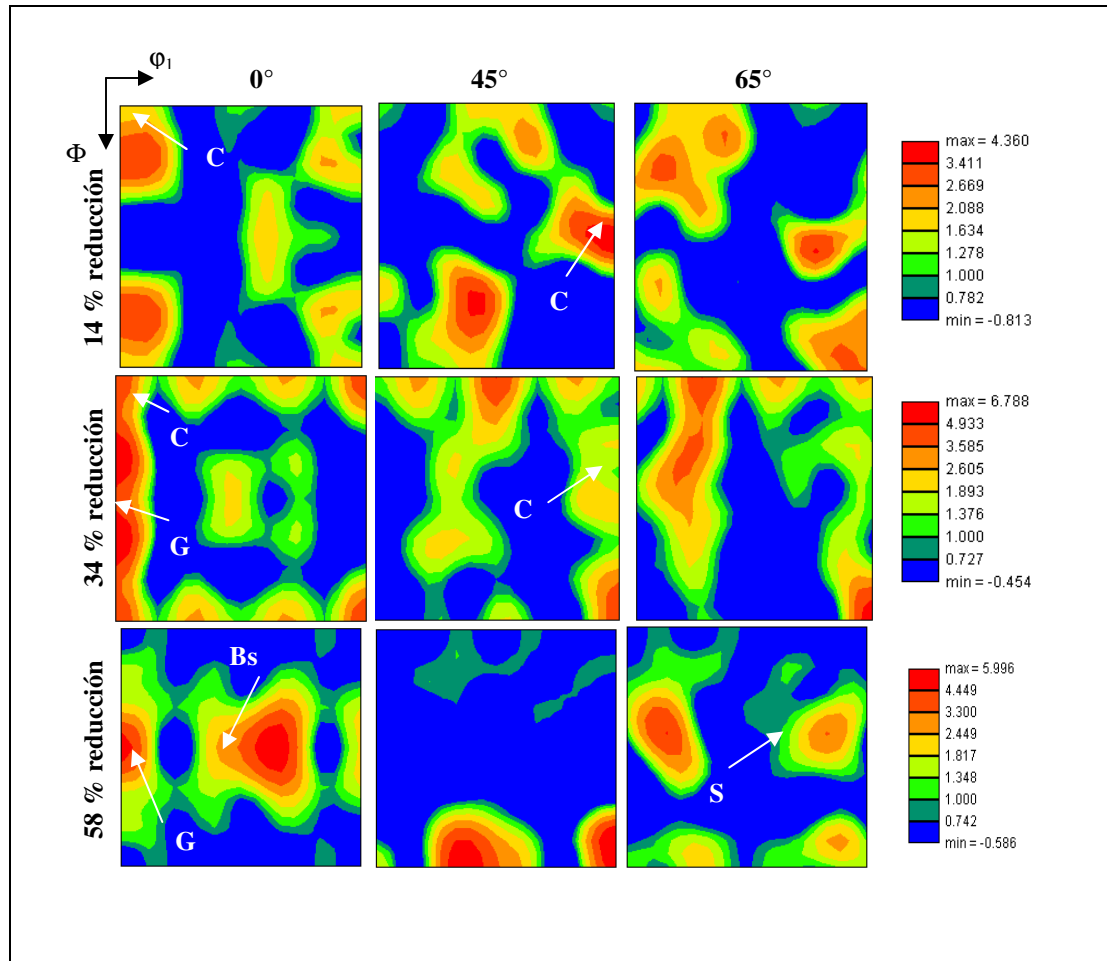 φ1
0°
45°
65°
Φ
14 % reducción
C
C
max = 4.360
3.411
2.669
2.088
1.634
1.278
1.000
0.782
min = -0.813
34 % reducción
C
G
C
max = 6.788
4.933
3.585
2.605
1.893
1.376
1.000
0.727
min = -0.454
58 % reducción
Bs
G
S
max = 5.996
4.449
3.300
2.449
1.817
1.348
1.000
0.742
min = -0.586